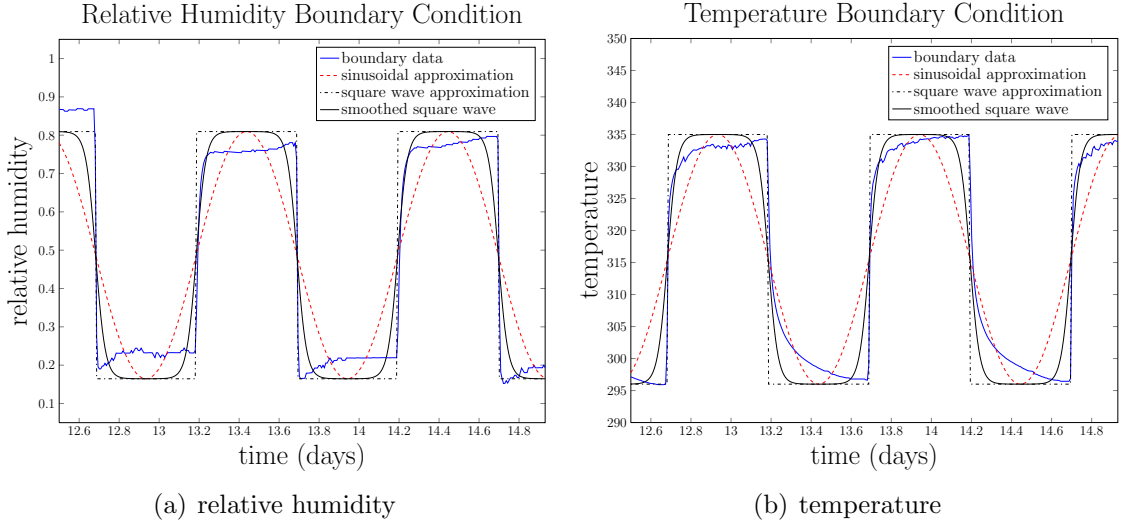 Relative Humidity Boundary Condition
boundary data
sinusoidal approximation
square wave approximation
smoothed square wave
1
0.9
0.8
0.7
0.6
0.5
0.4
0.3
0.2
0.1
relative humidity
12.6 12.8 13 13.2 13.4 13.6 13.8 14 14.2 14.4 14.6 14.8
time (days)
(a) relative humidity
Temperature Boundary Condition
boundary data
sinusoidal approximation
square wave approximation
smoothed square wave
350
345
340
335
330
325
320
315
310
305
300
295
290
temperature
12.6 12.8 13 13.2 13.4 13.6 13.8 14 14.2 14.4 14.6 14.8
time (days)
(b) temperature